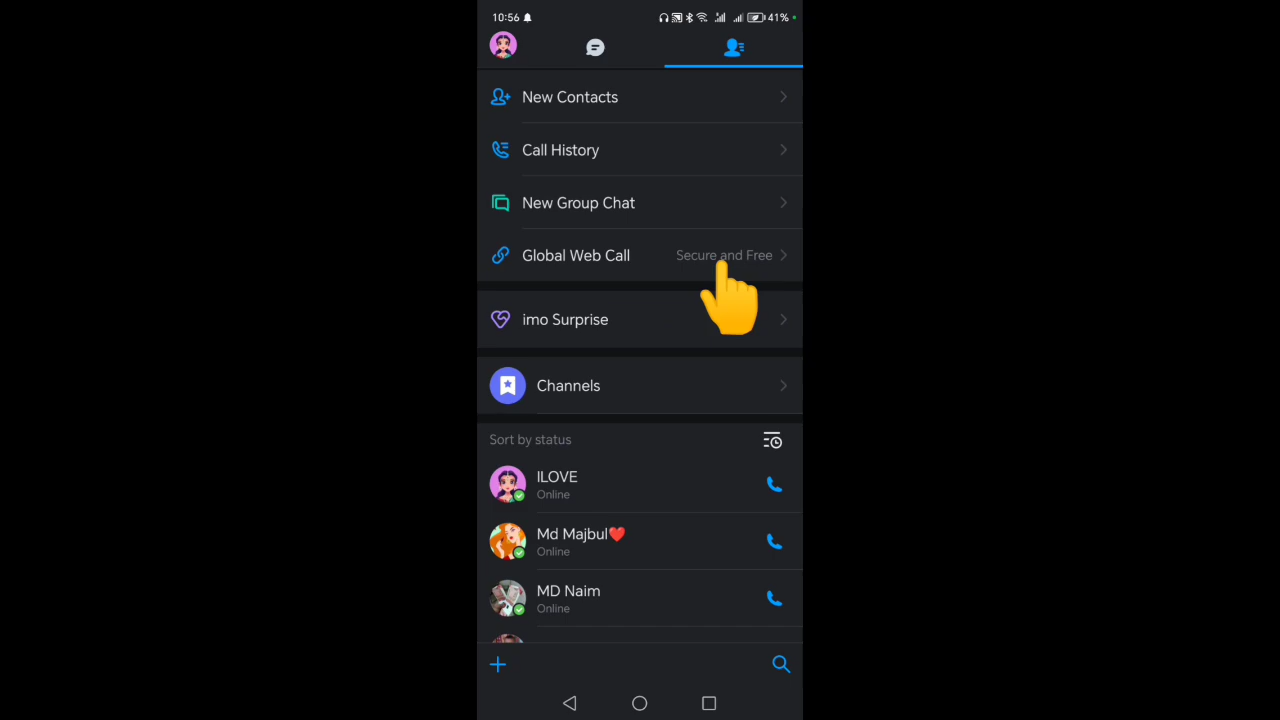 10:56 41%
New Contacts
Call History
New Group Chat
Global Web Call Secure and Free
imo Surprise
Channels
Sort by status
ILOVE
Online
Md Majbul❤️
Online
MD Naim
Online